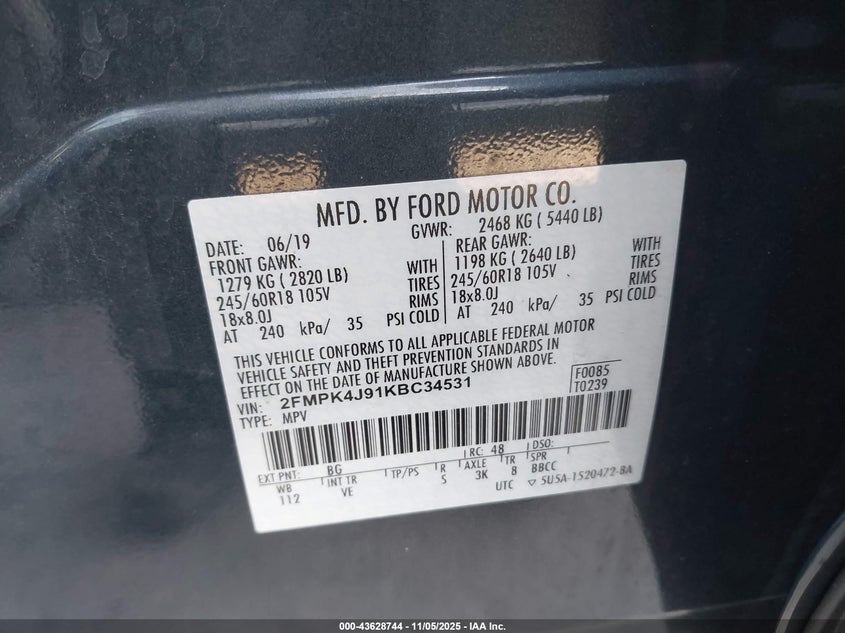 MFD. BY FORD MOTOR CO.
DATE: 06/19 GVWR: 2468 KG ( 5440 LB)
FRONT GAWR: REAR GAWR:
1279 KG ( 2820 LB) WITH 1198 KG ( 2640 LB) WITH
245/60R18 105V TIRES 245/60R18 105V TIRES
18x8.0J RIMS 18x8.0J RIMS
AT 240 kPa/ 35 PSI COLD AT 240 kPa/ 35 PSI COLD
THIS VEHICLE CONFORMS TO ALL APPLICABLE FEDERAL MOTOR
VEHICLE SAFETY AND THEFT PREVENTION STANDARDS IN
EFFECT ON THE DATE OF MANUFACTURE SHOWN ABOVE.
VIN: 2FMPK4J91KBC34531 F0085
TYPE: MPV T0239
EXT PNT: BG RC: 48 DSO:
WB INT TR TP/PS R AXLE TR SPR
112 VE S 3K 8 BBCC
UTC ▽ 5U5A-1520472-BA
000-43628744 - 11/05/2025 - IAA Inc.